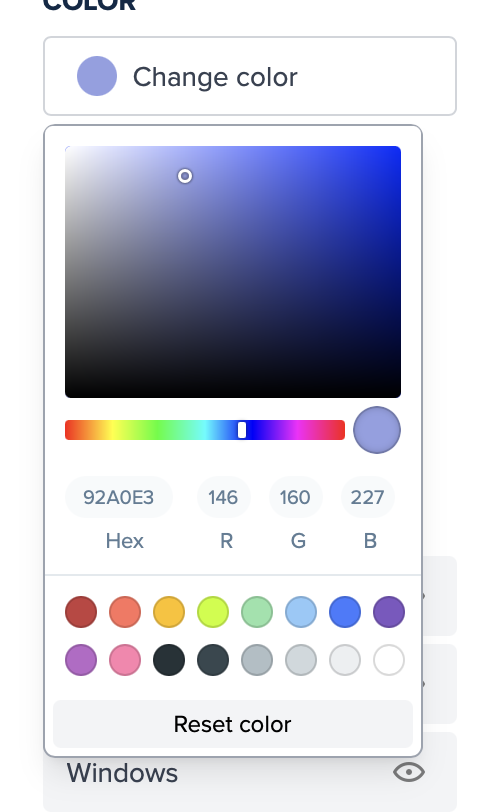 COLOR
Change color
92A0E3 146 160 227
Hex R G B
Reset color
Windows